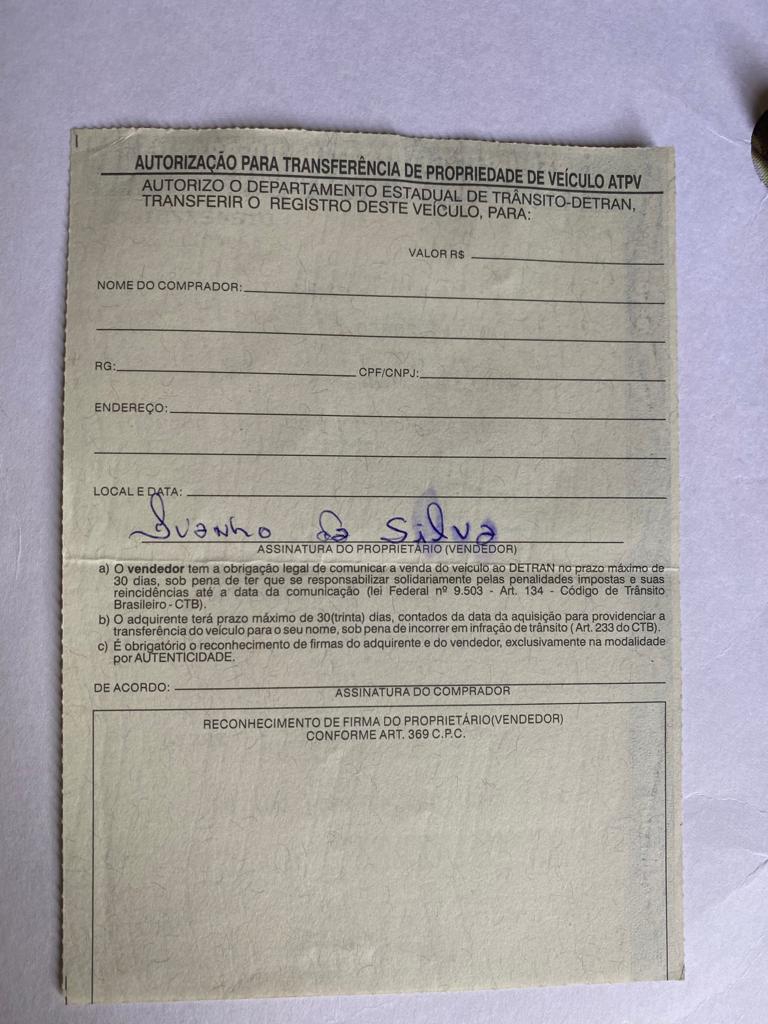 AUTORIZAÇÃO PARA TRANSFERÊNCIA DE PROPRIEDADE DE VEÍCULO ATPV
AUTORIZO O DEPARTAMENTO ESTADUAL DE TRÂNSITO-DETRAN,
TRANSFERIR O REGISTRO DESTE VEÍCULO, PARA:
VALOR R$
NOME DO COMPRADOR:
RG: CPF/CNPJ:
ENDEREÇO:
LOCAL E DATA:
da Silva
ASSINATURA DO PROPRIETÁRIO (VENDEDOR)
a) O vendedor tem a obrigação legal de comunicar a venda do veículo ao DETRAN no prazo máximo de
30 dias, sob pena de ter que se responsabilizar solidariamente pelas penalidades impostas e suas
reincidências até a data da comunicação (lei Federal nº 9.503 - Art. 134 - Código de Trânsito
Brasileiro - CTB).
b) O adquirente terá prazo máximo de 30(trinta) dias, contados da data da aquisição para providenciar a
transferência do veículo para o seu nome, sob pena de incorrer em infração de trânsito (Art. 233 do CTB).
c) É obrigatório o reconhecimento de firmas do adquirente e do vendedor, exclusivamente na modalidade
por AUTENTICIDADE.
DE ACORDO:
ASSINATURA DO COMPRADOR
RECONHECIMENTO DE FIRMA DO PROPRIETÁRIO(VENDEDOR)
CONFORME ART. 369 C.P.C.